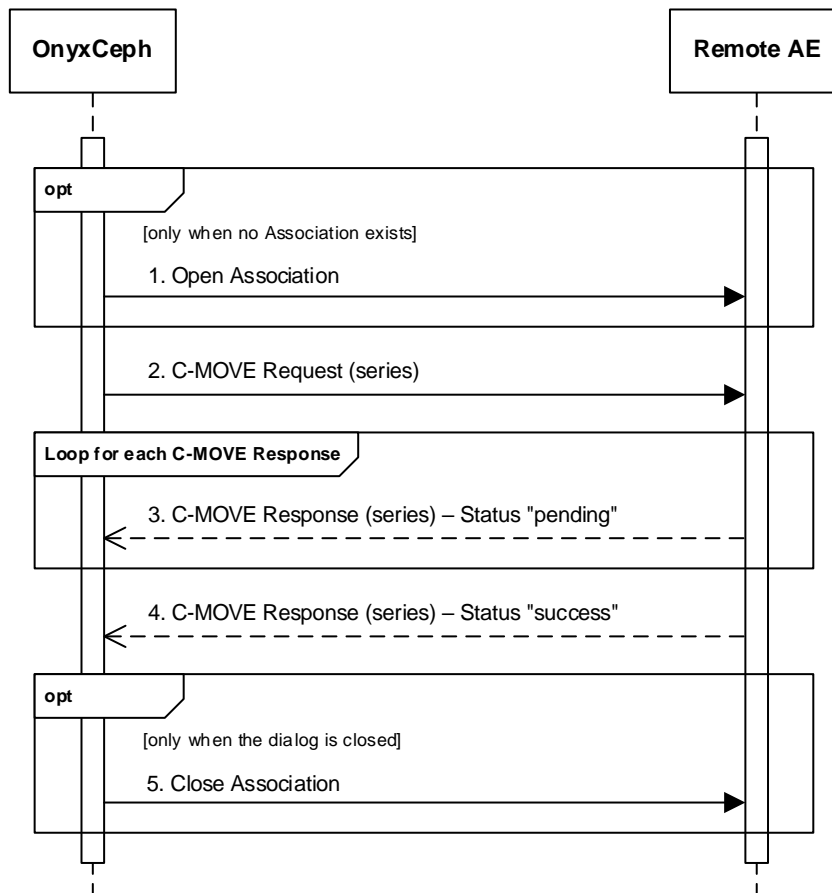 OnyxCeph
Remote AE
opt
[only when no Association exists]
1. Open Association
2. C-MOVE Request (series)
Loop for each C-MOVE Response
3. C-MOVE Response (series) – Status "pending"
4. C-MOVE Response (series) – Status "success"
opt
[only when the dialog is closed]
5. Close Association